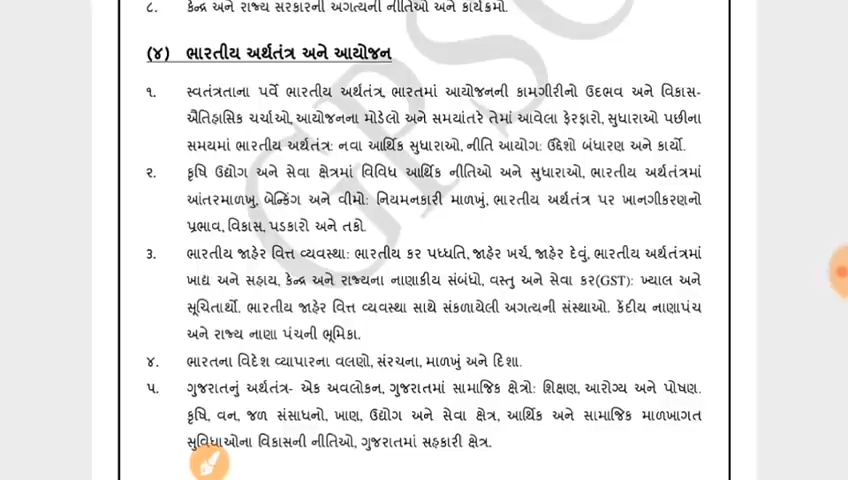 ૮. કેન્દ્ર અને રાજ્ય સરકારની અગત્યની નીતિઓ અને કાર્યક્રમો.
(૪) ભારતીય અર્થતંત્ર અને આયોજન
૧. સ્વતંત્રતાના પર્વે ભારતીય અર્થતંત્ર, ભારતમાં આયોજનની કામગીરીનો ઉદભવ અને વિકાસ-
ઐતિહાસિક ચર્ચાઓ, આયોજનના મોડેલો અને સમયાંતરે તેમાં આવેલા ફેરફારો, સુધારાઓ પછીના
સમયમાં ભારતીય અર્થતંત્ર: નવા આર્થિક સુધારાઓ, નીતિ આયોગ: ઉદ્દેશો બંધારણ અને કાર્યો.
૨. કૃષિ ઉદ્યોગ અને સેવા ક્ષેત્રમાં વિવિધ આર્થિક નીતિઓ અને સુધારાઓ, ભારતીય અર્થતંત્રમાં
આંતરમાળખુ, બેન્કિંગ અને વીમો: નિયમનકારી માળખું, ભારતીય અર્થતંત્ર પર ખાનગીકરણનો
પ્રભાવ, વિકાસ, પડકારો અને તકો.
૩. ભારતીય જાહેર વિત્ત વ્યવસ્થા: ભારતીય કર પધ્ધતિ, જાહેર ખર્ચ, જાહેર દેવું, ભારતીય અર્થતંત્રમાં
ખાદ્ય અને સહાય, કેન્દ્ર અને રાજ્યના નાણાકીય સંબંધો, વસ્તુ અને સેવા કર(GST): ખ્યાલ અને
સૂચિતાર્થો. ભારતીય જાહેર વિત્ત વ્યવસ્થા સાથે સંકળાયેલી અગત્યની સંસ્થાઓ. કેંદીય નાણાપંચ
અને રાજ્ય નાણા પંચની ભૂમિકા.
૪. ભારતના વિદેશ વ્યાપારના વલણો, સંરચના, માળખું અને દિશા.
૫. ગુજરાતનું અર્થતંત્ર- એક અવલોકન, ગુજરાતમાં સામાજિક ક્ષેત્રો: શિક્ષણ, આરોગ્ય અને પોષણ.
કૃષિ, વન, જળ સંસાધનો, ખાણ, ઉદ્યોગ અને સેવા ક્ષેત્ર, આર્થિક અને સામાજિક માળખાગત
સુવિધાઓના વિકાસની નીતિઓ, ગુજરાતમાં સહકારી ક્ષેત્ર.
GPSC